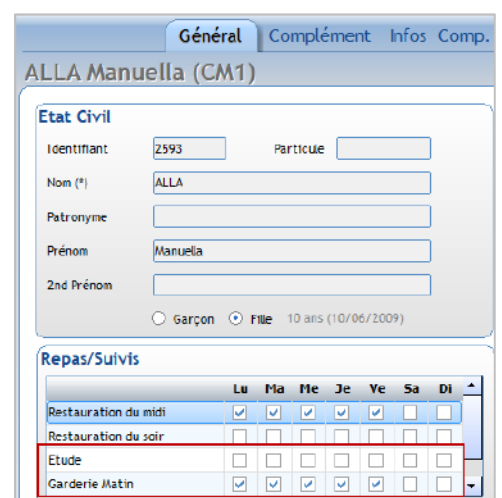 Général Complément Infos Comp.
ALLA Manuella (CM1)
Etat Civil
Identifiant 2593 Particule
Nom (*) ALLA
Patronyme
Prénom Manuella
2nd Prénom
Garçon Fille 10 ans (10/06/2009)
Repas/Suivis
Lu Ma Me Je Ve Sa Di
Restauration du midi
Restauration du soir
Etude
Garderie Matin